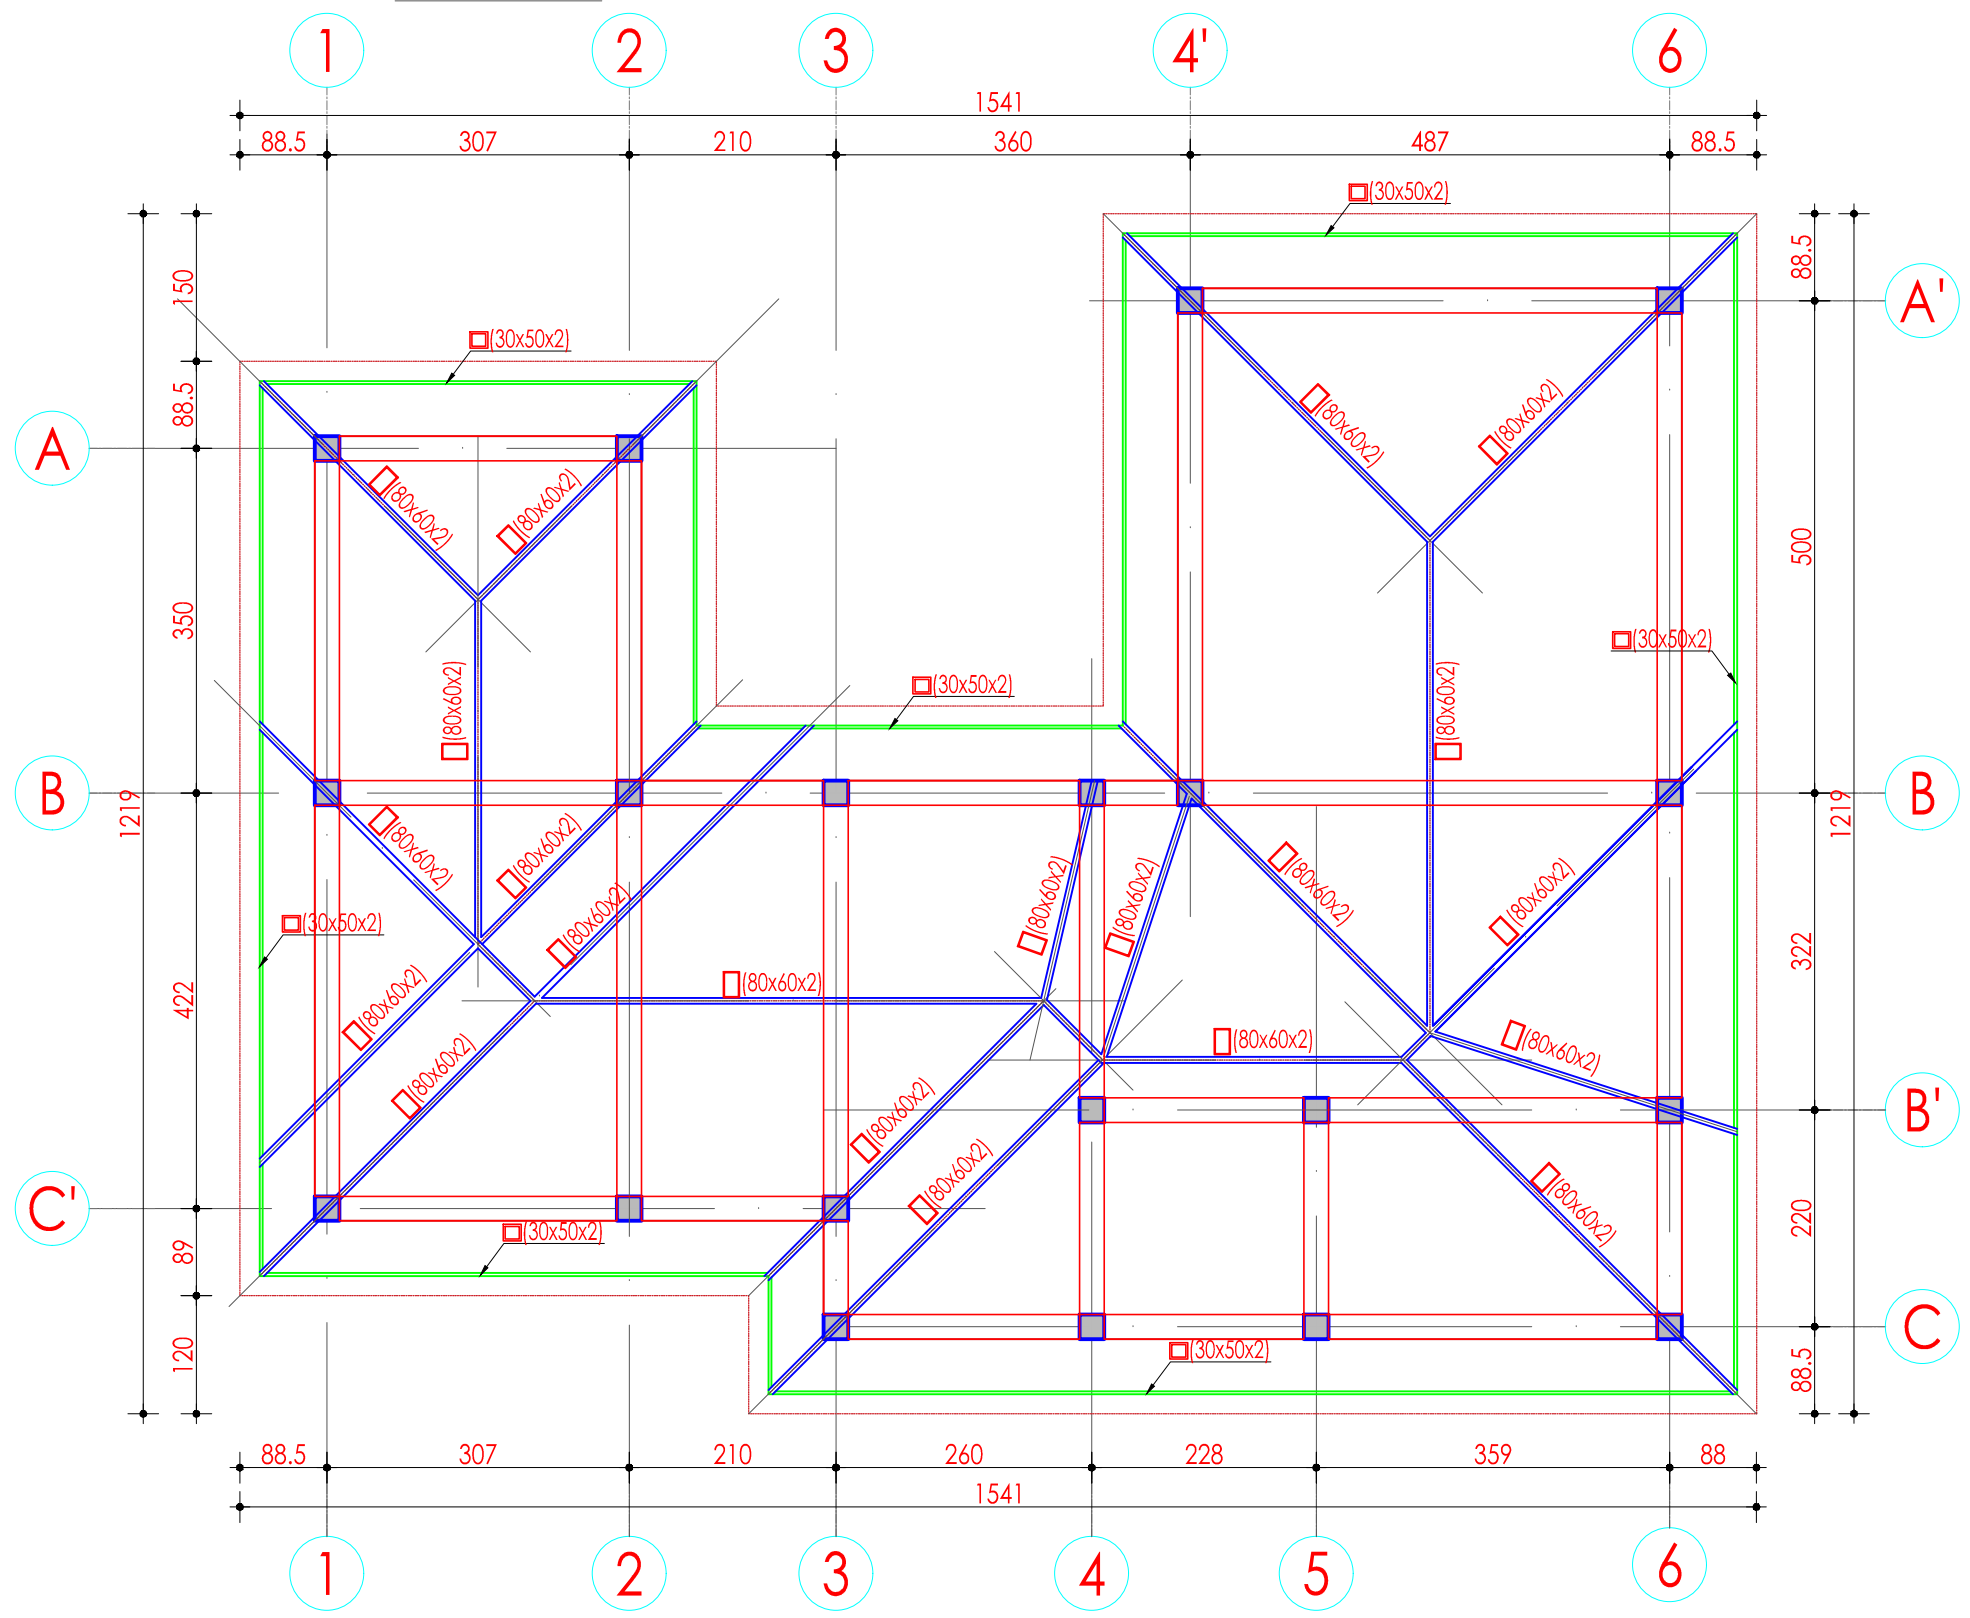 1 2 3 4' 6
1541
88.5 307 210 360 487 88.5
(30x50x2)
88.5
150
A'
(30x50x2)
88.5
(80x60x2)
(80x60x2)
A
(80x60x2)
(80x60x2)
500
350
(30x50x2)
(80x60x2)
(80x60x2)
(30x50x2)
B
B
1219
1219
(80x60x2)
(80x60x2)
(80x60x2)
(80x60x2)
(80x60x2)
(80x60x2)
(30x50x2)
(80x60x2)
322
(80x60x2)
(80x60x2)
422
(80x60x2)
(80x60x2)
(80x60x2)
(80x60x2)
B'
(80x60x2)
(80x60x2)
C'
(80x60x2)
220
(30x50x2)
89
C
120
(30x50x2)
88.5
88.5 307 210 260 228 359 88
1541
1 2 3 4 5 6